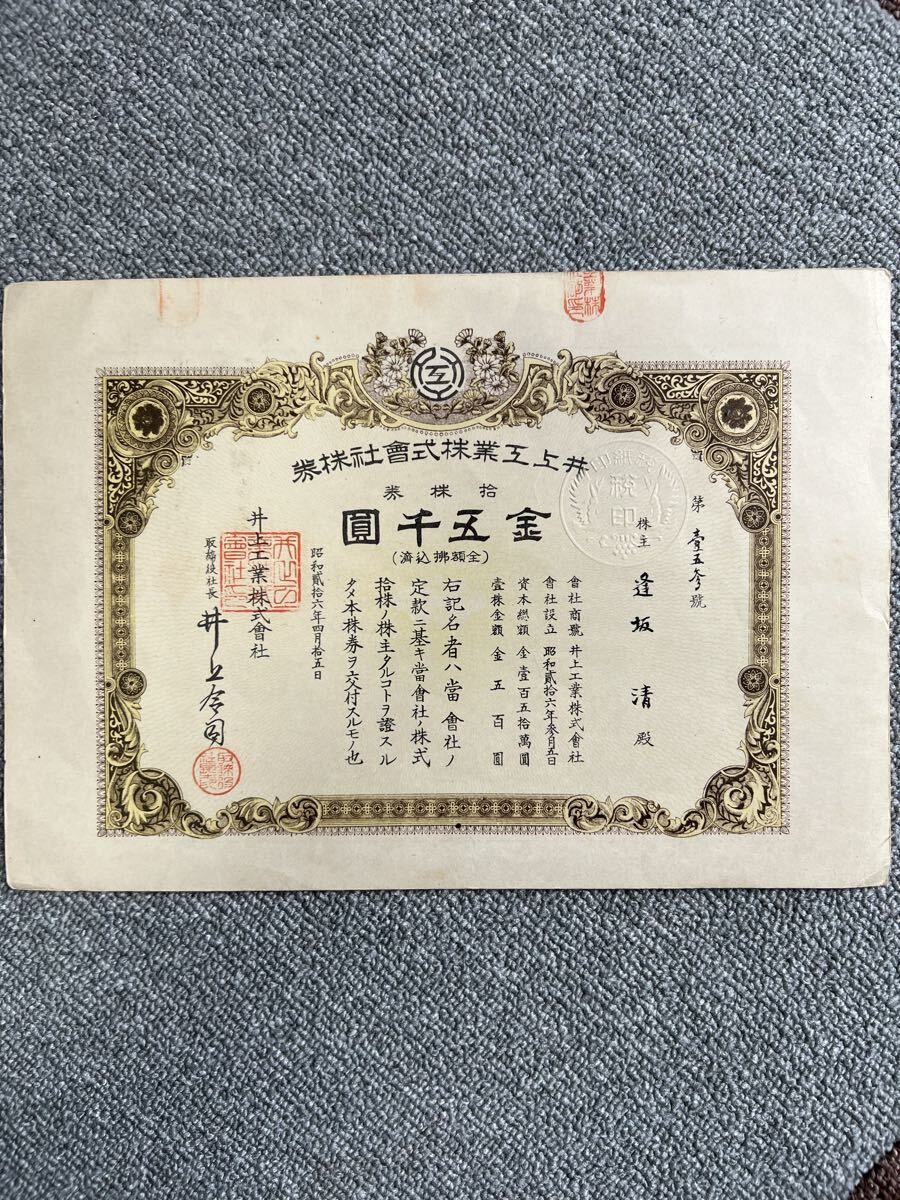 井上工業株式會社株券
拾株券
金五千圓
(全額拂込濟)
第壹五參號
株主 逢坂 清 殿
會社商號 井上工業株式會社
會社設立 昭和貳拾六年參月五日
資本總額 金壹百五拾萬圓
壹株金額 金五百圓
右記名者ハ當會社ノ
定款ニ基キ當會社ノ株式
拾株ノ株主タルコトヲ證スル
タメ本株券ヲ交付スルモノ也
昭和貳拾六年四月拾五日
井上工業株式會社
取締役社長 井上
税印